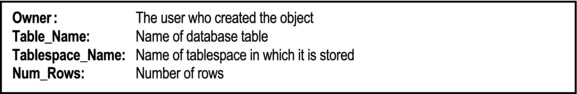 Owner: The user who created the object
Table_Name: Name of database table
Tablespace_Name: Name of tablespace in which it is stored
Num_Rows: Number of rows